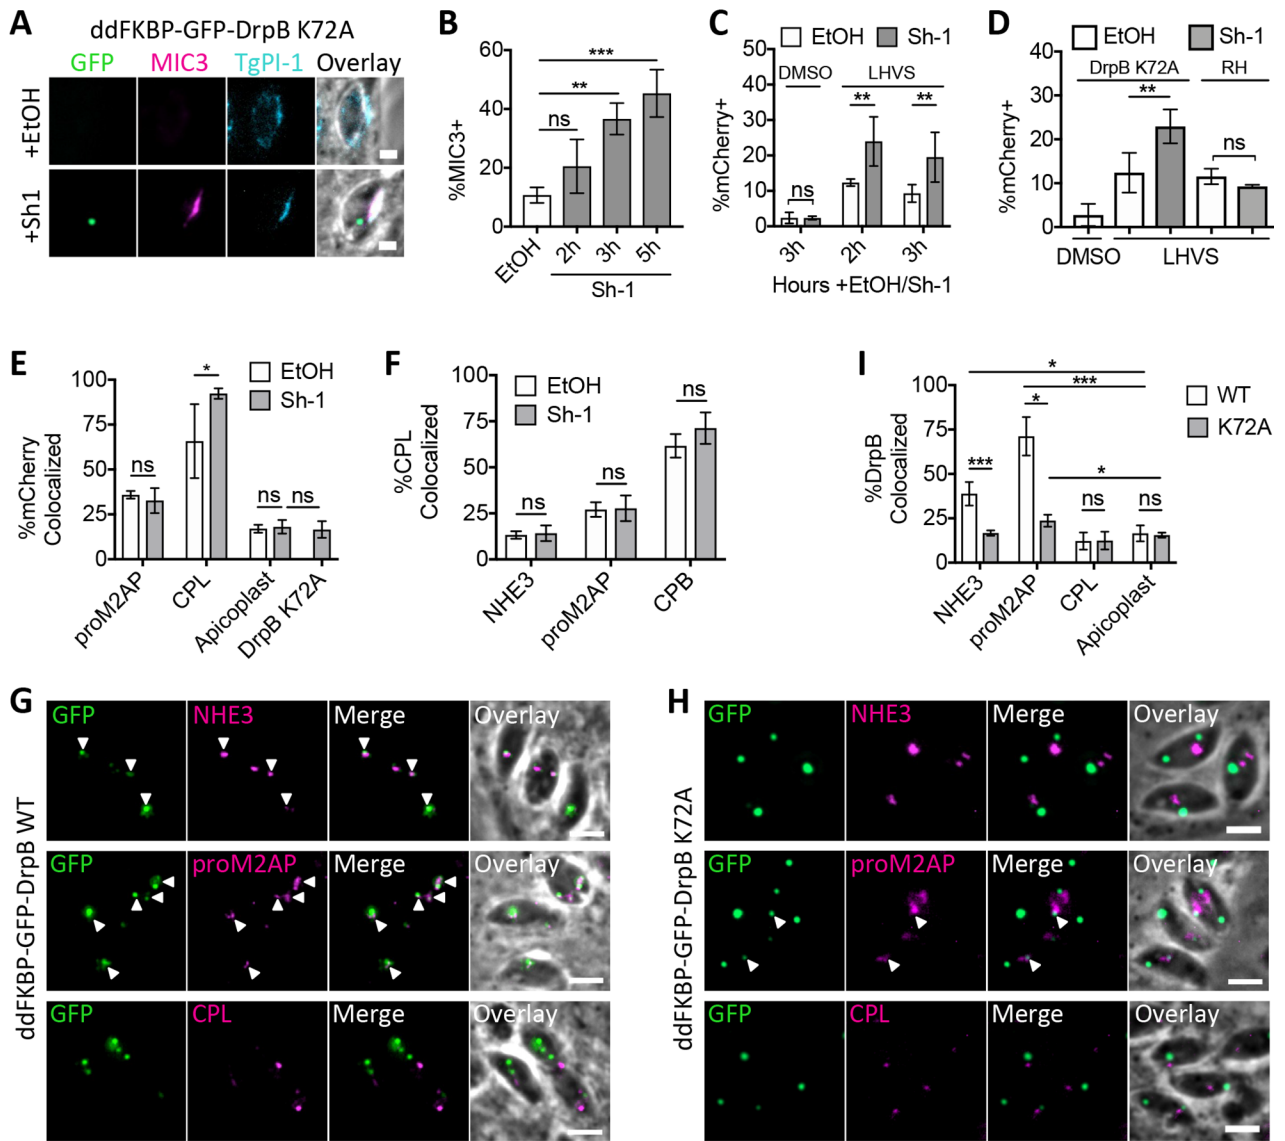 A
ddFKBP-GFP-DrpB K72A
GFP MIC3 TgPI-1 Overlay
+EtOH
+Sh1
B
%MIC3+
60
40
20
0
***
**
ns
EtOH 2h 3h 5h
Sh-1
C
EtOH Sh-1
%mCherry+
50
40
30
20
10
0
DMSO LHVS
ns ** **
3h 2h 3h
Hours +EtOH/Sh-1
D
EtOH Sh-1
%mCherry+
40
30
20
10
0
DrpB K72A RH
** ns
DMSO LHVS
E
EtOH
Sh-1
%mCherry
Colocalized
100
75
50
25
0
ns * ns ns
proM2AP CPL Apicoplast DrpB K72A
F
EtOH
Sh-1
%CPL
Colocalized
100
75
50
25
0
ns ns ns
NHE3 proM2AP CPB
I
WT
K72A
%DrpB
Colocalized
100
75
50
25
0
*
***
*
*** * ns ns
NHE3 proM2AP CPL Apicoplast
G
ddFKBP-GFP-DrpB WT
GFP NHE3 Merge Overlay
GFP proM2AP Merge Overlay
GFP CPL Merge Overlay
H
ddFKBP-GFP-DrpB K72A
GFP NHE3 Merge Overlay
GFP proM2AP Merge Overlay
GFP CPL Merge Overlay